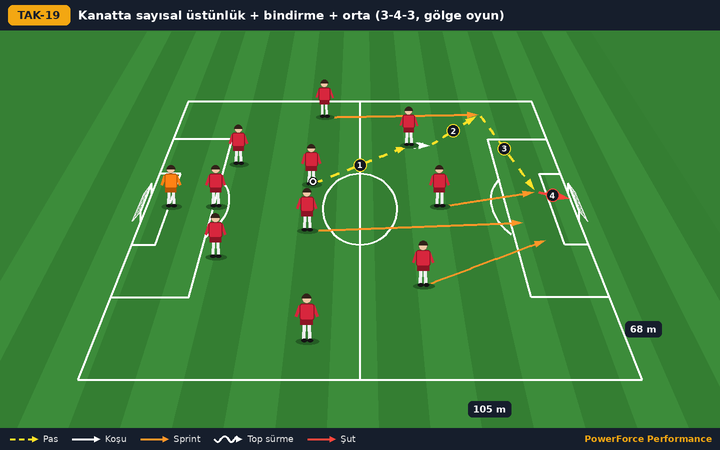 TAK-19 Kanatta sayısal üstünlük + bindirme + orta (3-4-3, gölge oyun)
2
3
1
4
68 m
105 m
Pas Koşu Sprint Top sürme Şut PowerForce Performance